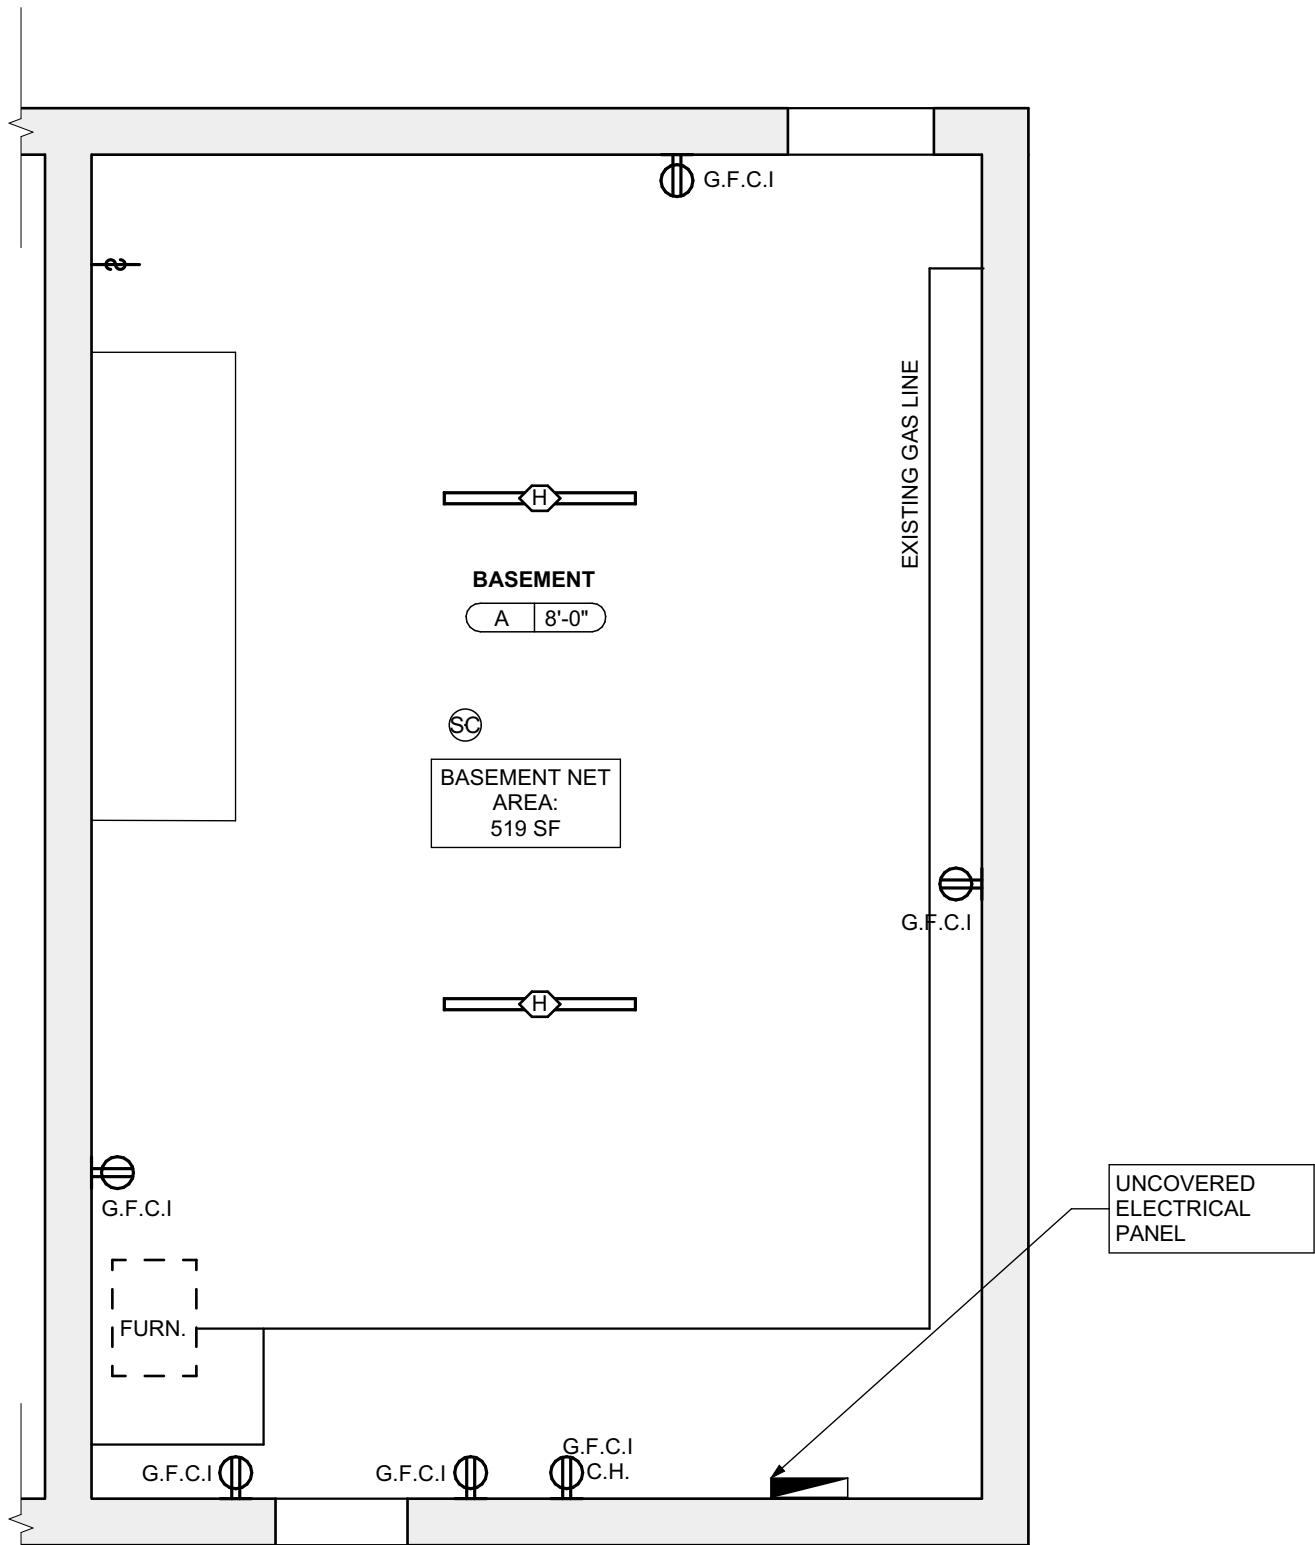 G.F.C.I
EXISTING GAS LINE
H
BASEMENT
A 8'-0"
SC
BASEMENT NET
AREA:
519 SF
G.F.C.I
H
G.F.C.I
UNCOVERED
ELECTRICAL
PANEL
FURN.
G.F.C.I
G.F.C.I
G.F.C.I
C.H.